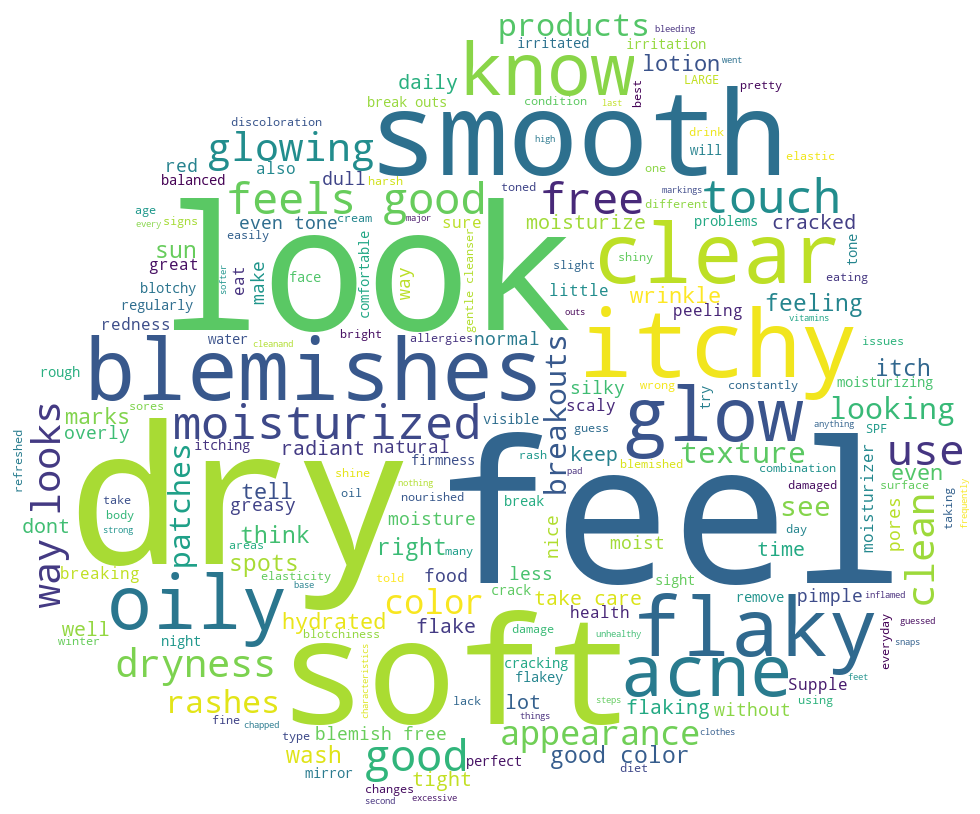 products
bleeding
irritated
irritation
know
lotion
went
daily
LARGE
pretty
best
break outs
condition
last
smooth
discoloration
high
drink
glowing
will
elastic
red
also
dull
harsh
one
balanced
feels good
toned
free
markings
touch
different
age
signs
every
even tone
cream
major
sure
moisturize
problems
cracked
look
easily
sun
great
softer
eat
make
face
comfortable
way
gentle cleanser
slight
shiny
clear
tone
eating
blotchy
little
wrinkle
peeling
feeling
regularly
outs
vitamins
redness
water
bright
allergies
normal
itchy
issues
cleanand
blemishes
breakouts
rough
silky
wrong
try
constantly
itch
moisturizing
sores
marks
moisturized
visible
scaly
guess
glow
anything
looking
SPF
overly
itching
radiant
natural
firmness
rash
keep
blemished
texture
use
refreshed
way looks
patches
dry
tell
shine
oil
nothing
nourished
pad
feel
combination
damaged
moisturizer
even
surface
take
body
greasy
break
see
pores
clean
taking
frequently
dont
strong
think
areas
moisture
nice
day
spots
right
many
moist
time
breaking
elasticity
told
food
less
sight
base
crack
take care
remove
pimple
inflamed
oily
hydrated
color
flake
health
flaky
everyday
guessed
well
winter
night
blotchiness
soft
damage
unhealthy
snaps
dryness
characteristics
cracking
flakey
acne
feet
rashes
lack
lot
steps
flaking
Supple
without
using
fine
chapped
blemish free
things
appearance
clothes
type
wash
good
perfect
good color
mirror
tight
diet
changes
second
excessive